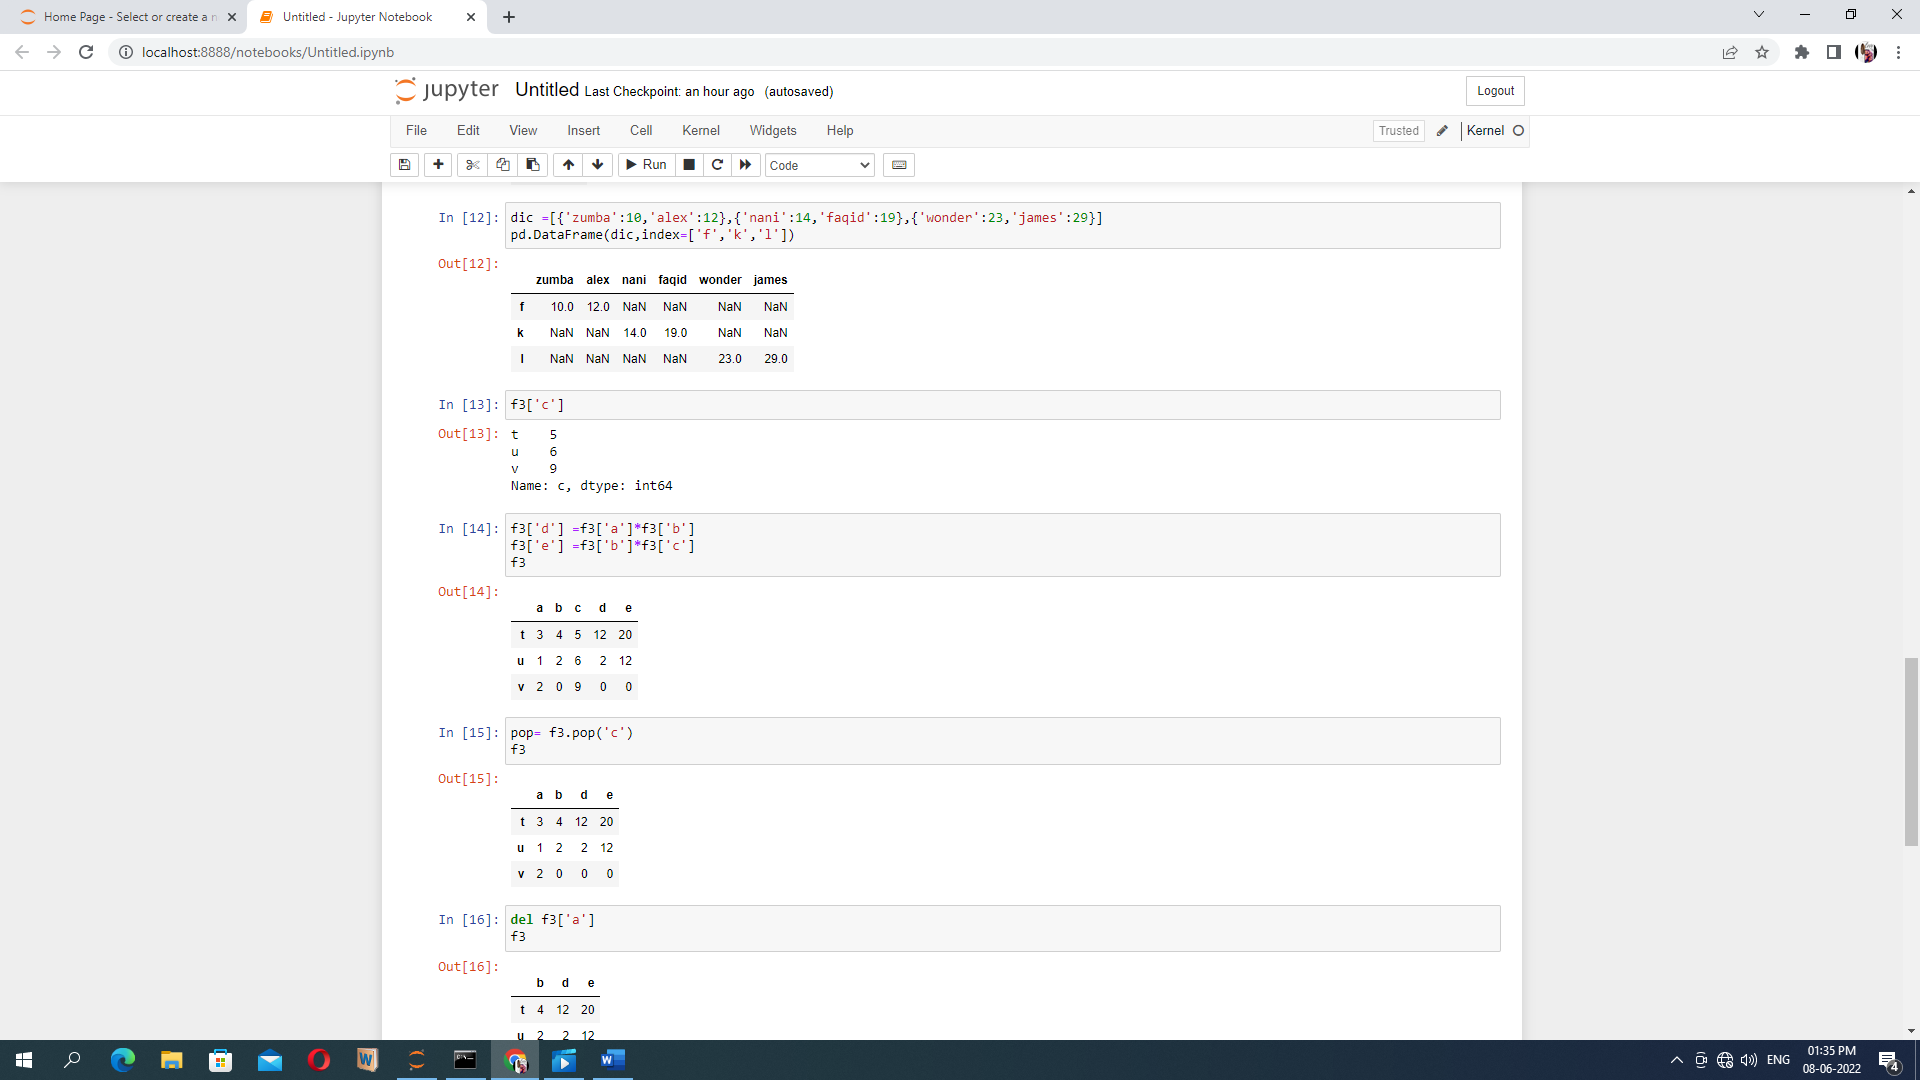 Home Page - Select or create a n
Untitled - Jupyter Notebook
localhost:8888/notebooks/Untitled.ipynb
jupyter Untitled Last Checkpoint: an hour ago (autosaved)
Logout
File Edit View Insert Cell Kernel Widgets Help
Trusted Kernel
Run Code
In [12]: dic =[{'zumba':10,'alex':12},{'nani':14,'faqid':19},{'wonder':23,'james':29}]
pd.DataFrame(dic,index=['f','k','l'])
Out[12]:
zumba alex nani faqid wonder james
f 10.0 12.0 NaN NaN NaN NaN
k NaN NaN 14.0 19.0 NaN NaN
l NaN NaN NaN NaN 23.0 29.0
In [13]: f3['c']
Out[13]: t 5
u 6
v 9
Name: c, dtype: int64
In [14]: f3['d'] =f3['a']*f3['b']
f3['e'] =f3['b']*f3['c']
f3
Out[14]:
a b c d e
t 3 4 5 12 20
u 1 2 6 2 12
v 2 0 9 0 0
In [15]: pop= f3.pop('c')
f3
Out[15]:
a b d e
t 3 4 12 20
u 1 2 2 12
v 2 0 0 0
In [16]: del f3['a']
f3
Out[16]:
b d e
t 4 12 20
u 2 2 12
ENG
01:35 PM
08-06-2022
4